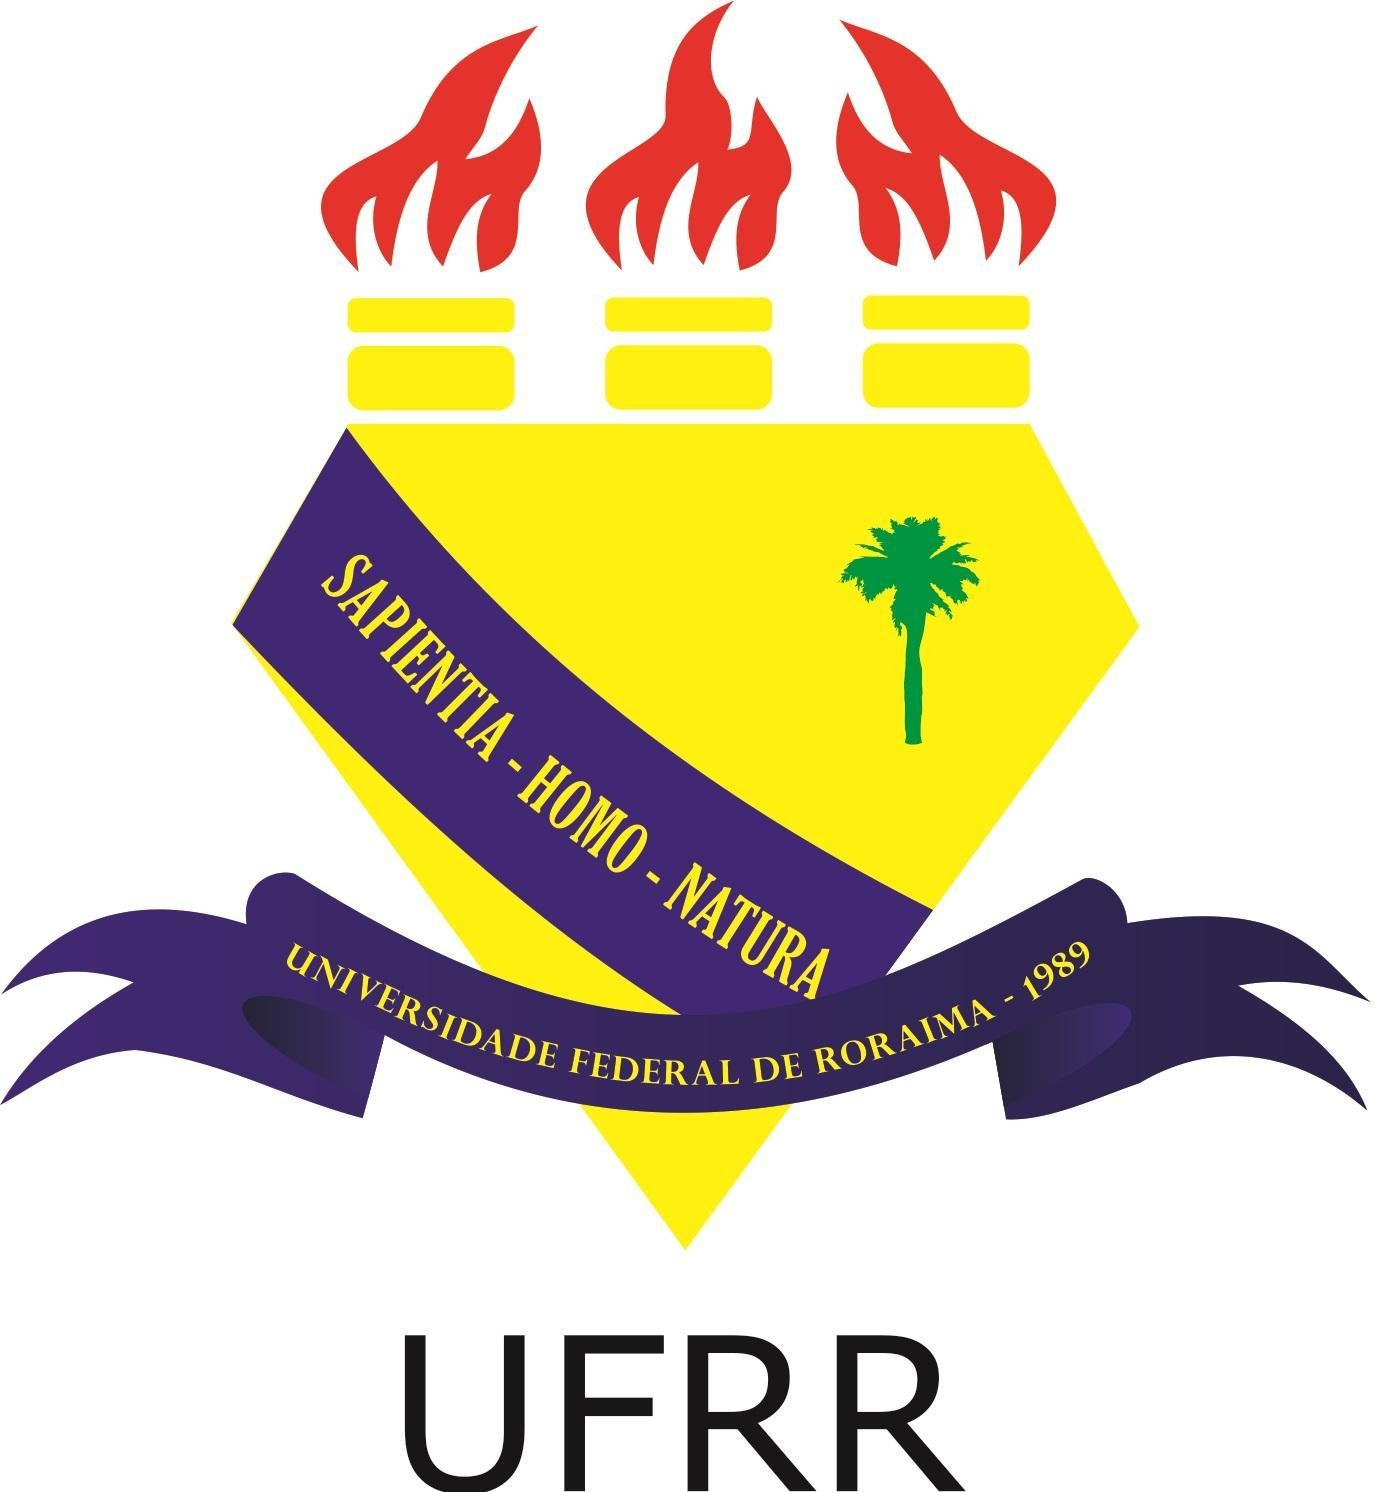 SAPIENTIA - HOMO - NATURA
UNIVERSIDADE FEDERAL DE RORAIMA - 1989
UFRR